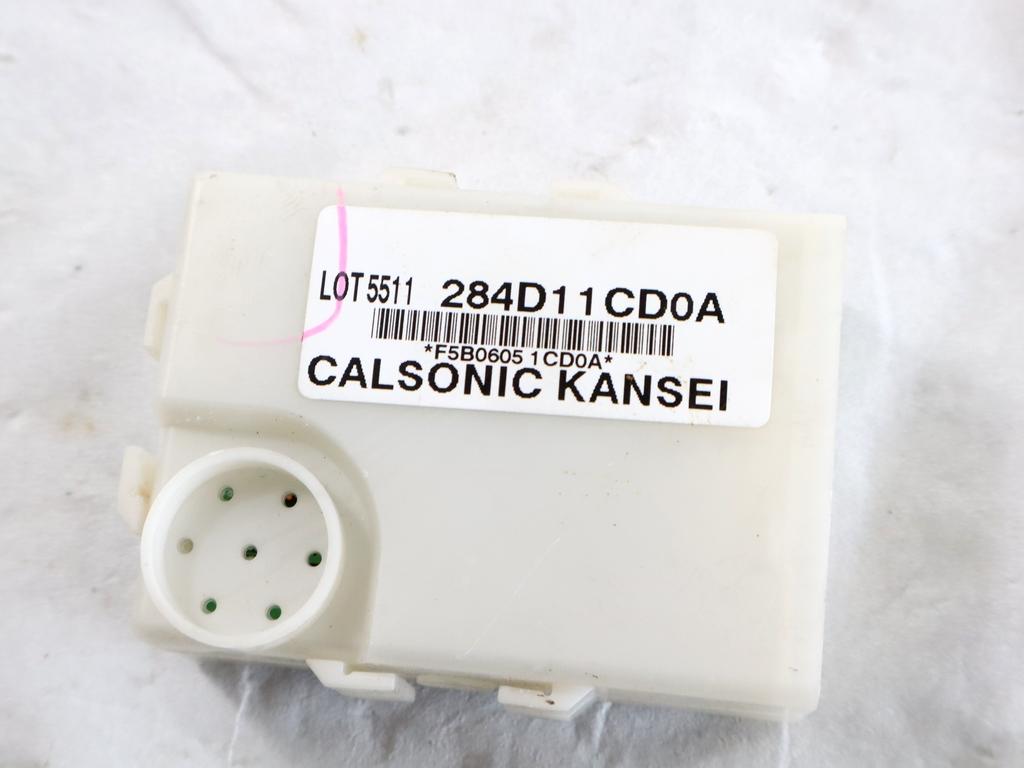 LOT 5511 284D11CD0A
*F5B0605 1CD0A*
CALSONIC KANSEI